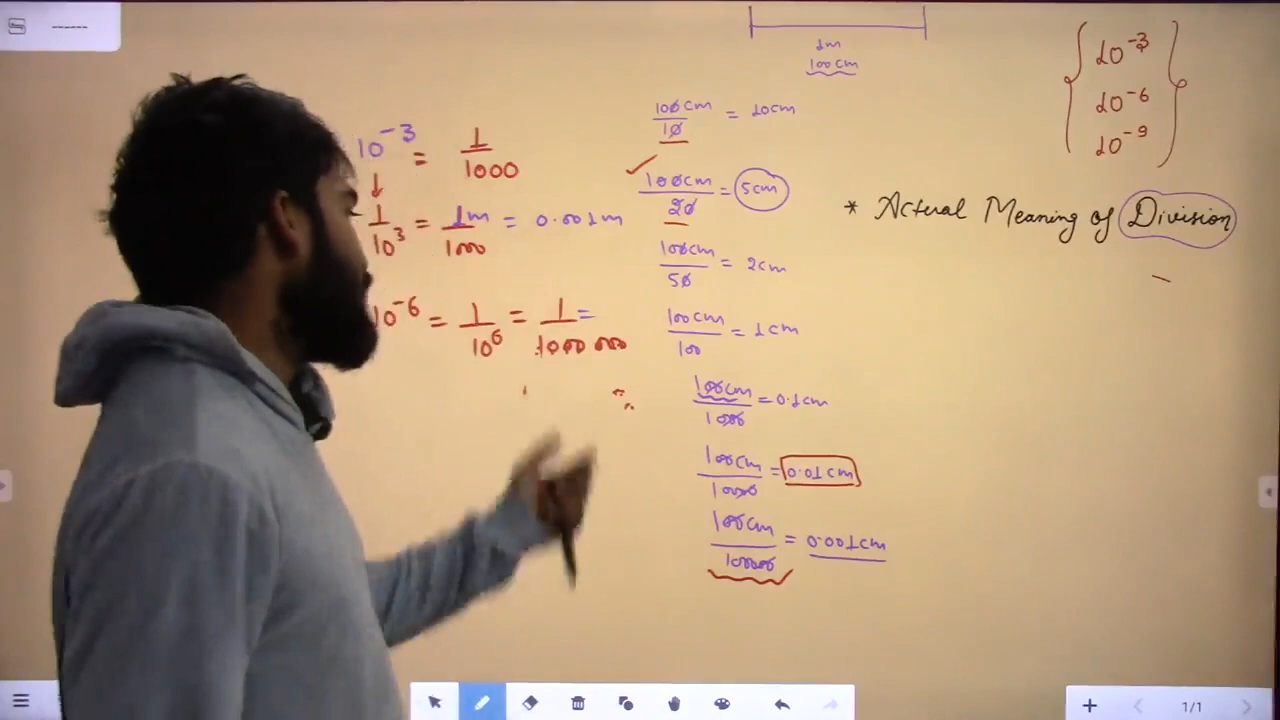 1m
100cm
10⁻³
10⁻⁶
10⁻⁹
* Actual Meaning of Division
10⁻³ = 1/1000
↓
1/10³ = 1m/1000 = 0.001m
10⁻⁶ = 1/10⁶ = 1/1000000 =
100cm/10 = 10cm
✓
100cm/20 = 5cm
100cm/50 = 2cm
100cm/100 = 1cm
100cm/1000 = 0.1cm
100cm/10000 = 0.01cm
100cm/100000 = 0.001cm
1/1